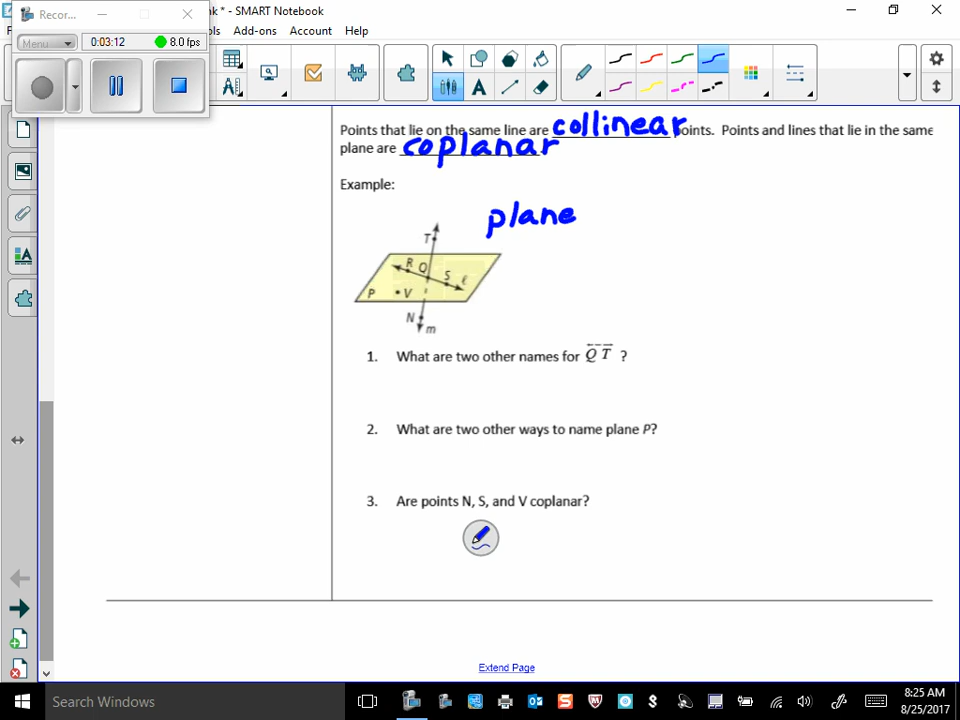 Recor...
nk * - SMART Notebook
ols Add-ons Account Help
Menu
0:03:12
8.0 fps
Points that lie on the same line are collinear points. Points and lines that lie in the same
plane are coplanar
Example:
plane
T
R Q S ℓ
P V
N m
1. What are two other names for QT ?
2. What are two other ways to name plane P?
3. Are points N, S, and V coplanar?
Extend Page
Search Windows
8:25 AM
8/25/2017